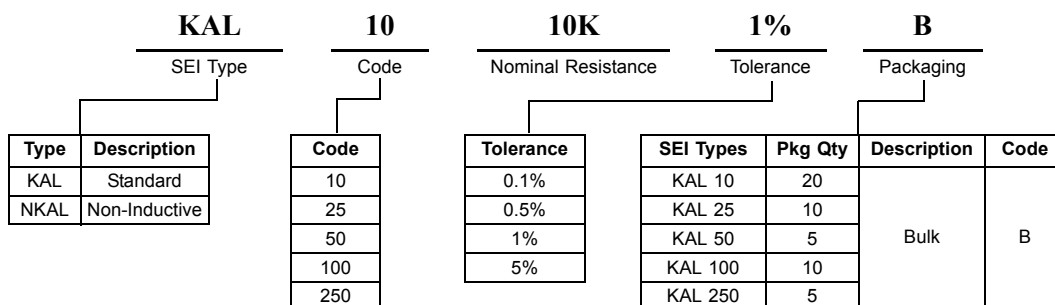 KAL 10 10K 1% B
SEI Type Code Nominal Resistance Tolerance Packaging
Type Description
KAL Standard
NKAL Non-Inductive
Code
10
25
50
100
250
Tolerance
0.1%
0.5%
1%
5%
SEI Types Pkg Qty Description Code
KAL 10 20
KAL 25 10
KAL 50 5 Bulk B
KAL 100 10
KAL 250 5